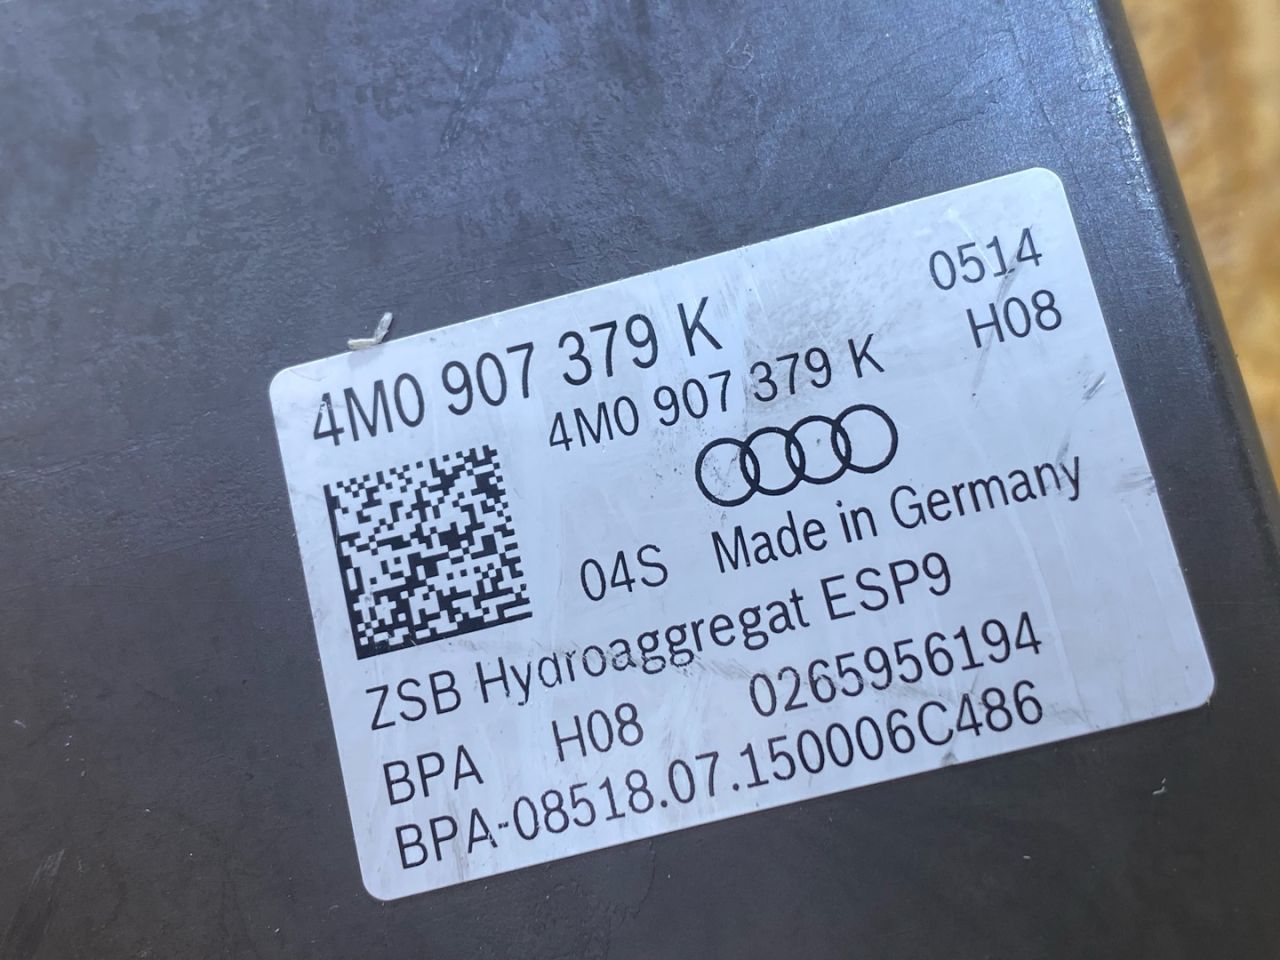 0514
4M0 907 379 K
H08
4M0 907 379 K
04S Made in Germany
ZSB Hydroaggregat ESP9
BPA H08 0265956194
BPA-08518.07.150006C486